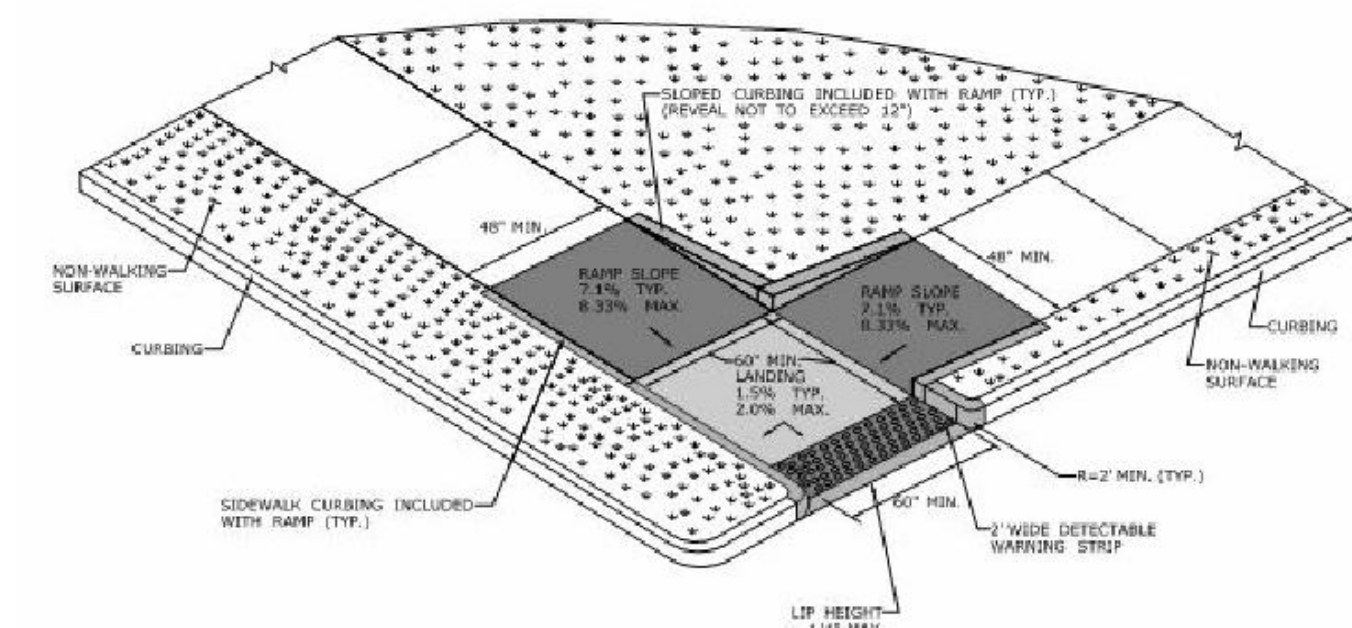 SLOPED CURBING INCLUDED WITH RAMP (TYP.)
(REVEAL NOT TO EXCEED 12")
48" MIN.
48" MIN.
NON-WALKING
SURFACE
RAMP SLOPE
7.1% TYP.
8.33% MAX.
RAMP SLOPE
7.1% TYP.
8.33% MAX.
CURBING
CURBING
60" MIN.
LANDING
1.5% TYP.
2.0% MAX.
NON-WALKING
SURFACE
R=2' MIN. (TYP.)
SIDEWALK CURBING INCLUDED
WITH RAMP (TYP.)
60" MIN.
2' WIDE DETECTABLE
WARNING STRIP
LIP HEIGHT
MAX